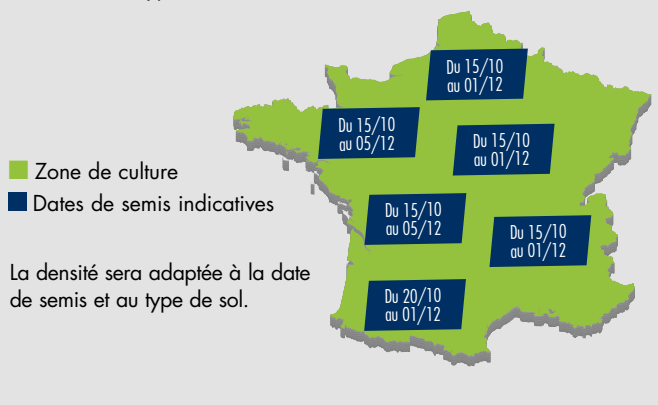 Du 15/10
au 01/12
Du 15/10
au 05/12
Du 15/10
au 01/12
Zone de culture
Dates de semis indicatives
Du 15/10
au 05/12
Du 15/10
au 01/12
La densité sera adaptée à la date
de semis et au type de sol.
Du 20/10
au 01/12